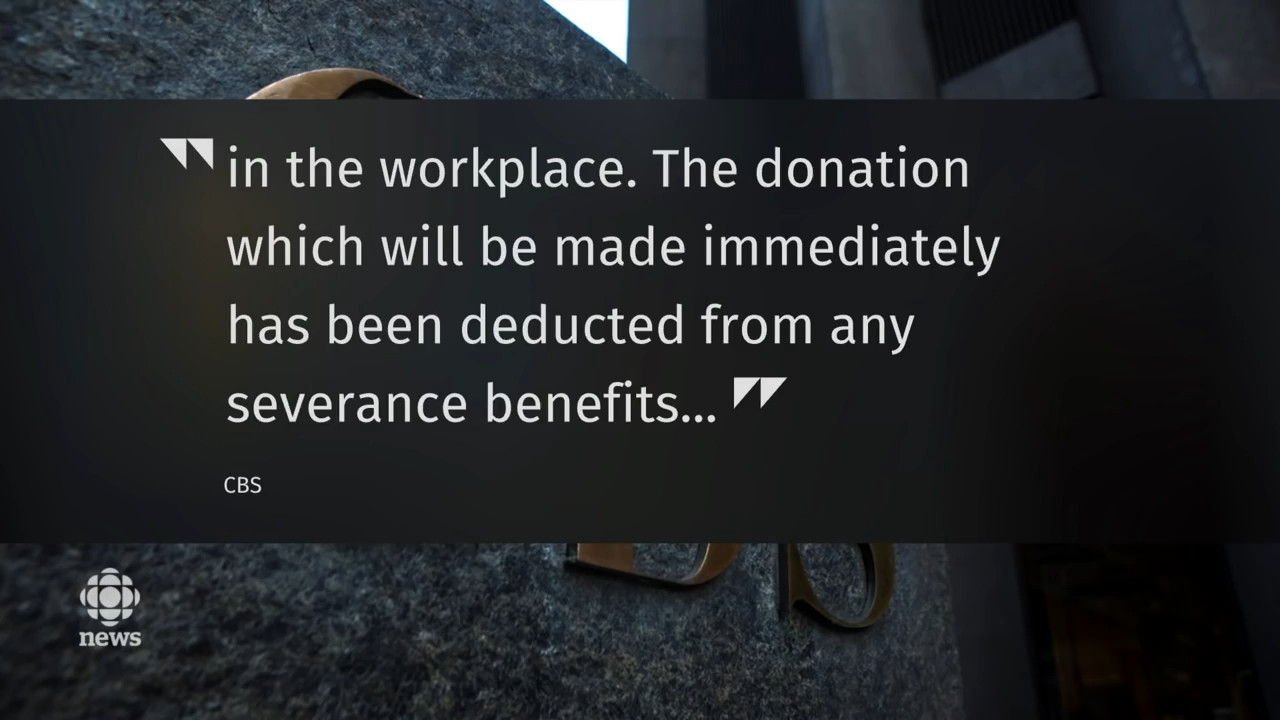 in the workplace. The donation
which will be made immediately
has been deducted from any
severance benefits...
CBS
news